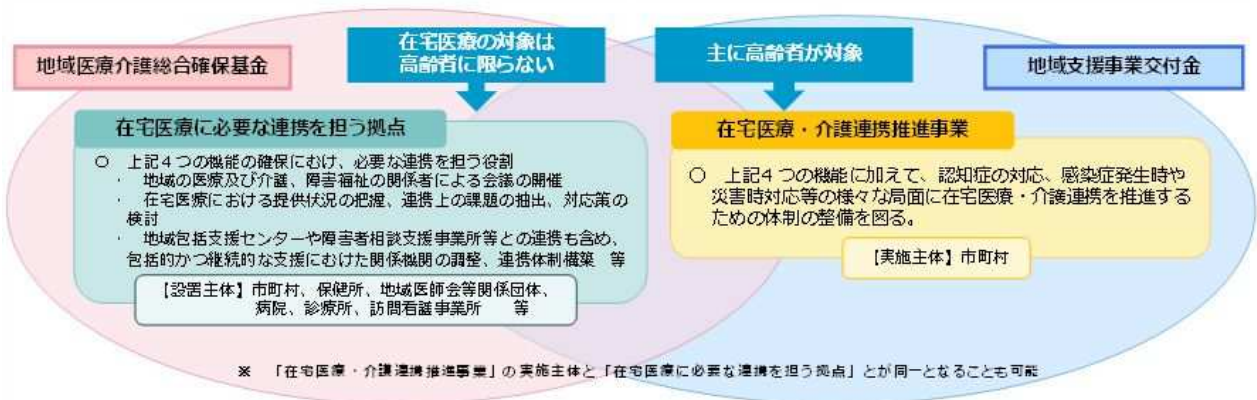 在宅医療の対象は
高齢者に限らない
主に高齢者が対象
地域医療介護総合確保基金
地域支援事業交付金
在宅医療に必要な連携を担う拠点
○ 上記4つの機能の確保にむけ、必要な連携を担う役割
・ 地域の医療及び介護、障害福祉の関係者による会議の開催
・ 在宅医療における提供状況の把握、連携上の課題の抽出、対応策の
検討
・ 地域包括支援センターや障害者相談支援事業所等との連携も含め、
包括的かつ継続的な支援にむけた関係機関の調整、連携体制構築 等
【設置主体】市町村、保健所、地域医師会等関係団体、
病院、診療所、訪問看護事業所 等
在宅医療・介護連携推進事業
○ 上記4つの機能に加えて、認知症の対応、感染症発生時や
災害時対応等の様々な局面に在宅医療・介護連携を推進する
ための体制の整備を図る。
【実施主体】市町村
※ 「在宅医療・介護連携推進事業」の実施主体と「在宅医療に必要な連携を担う拠点」とが同一となることも可能